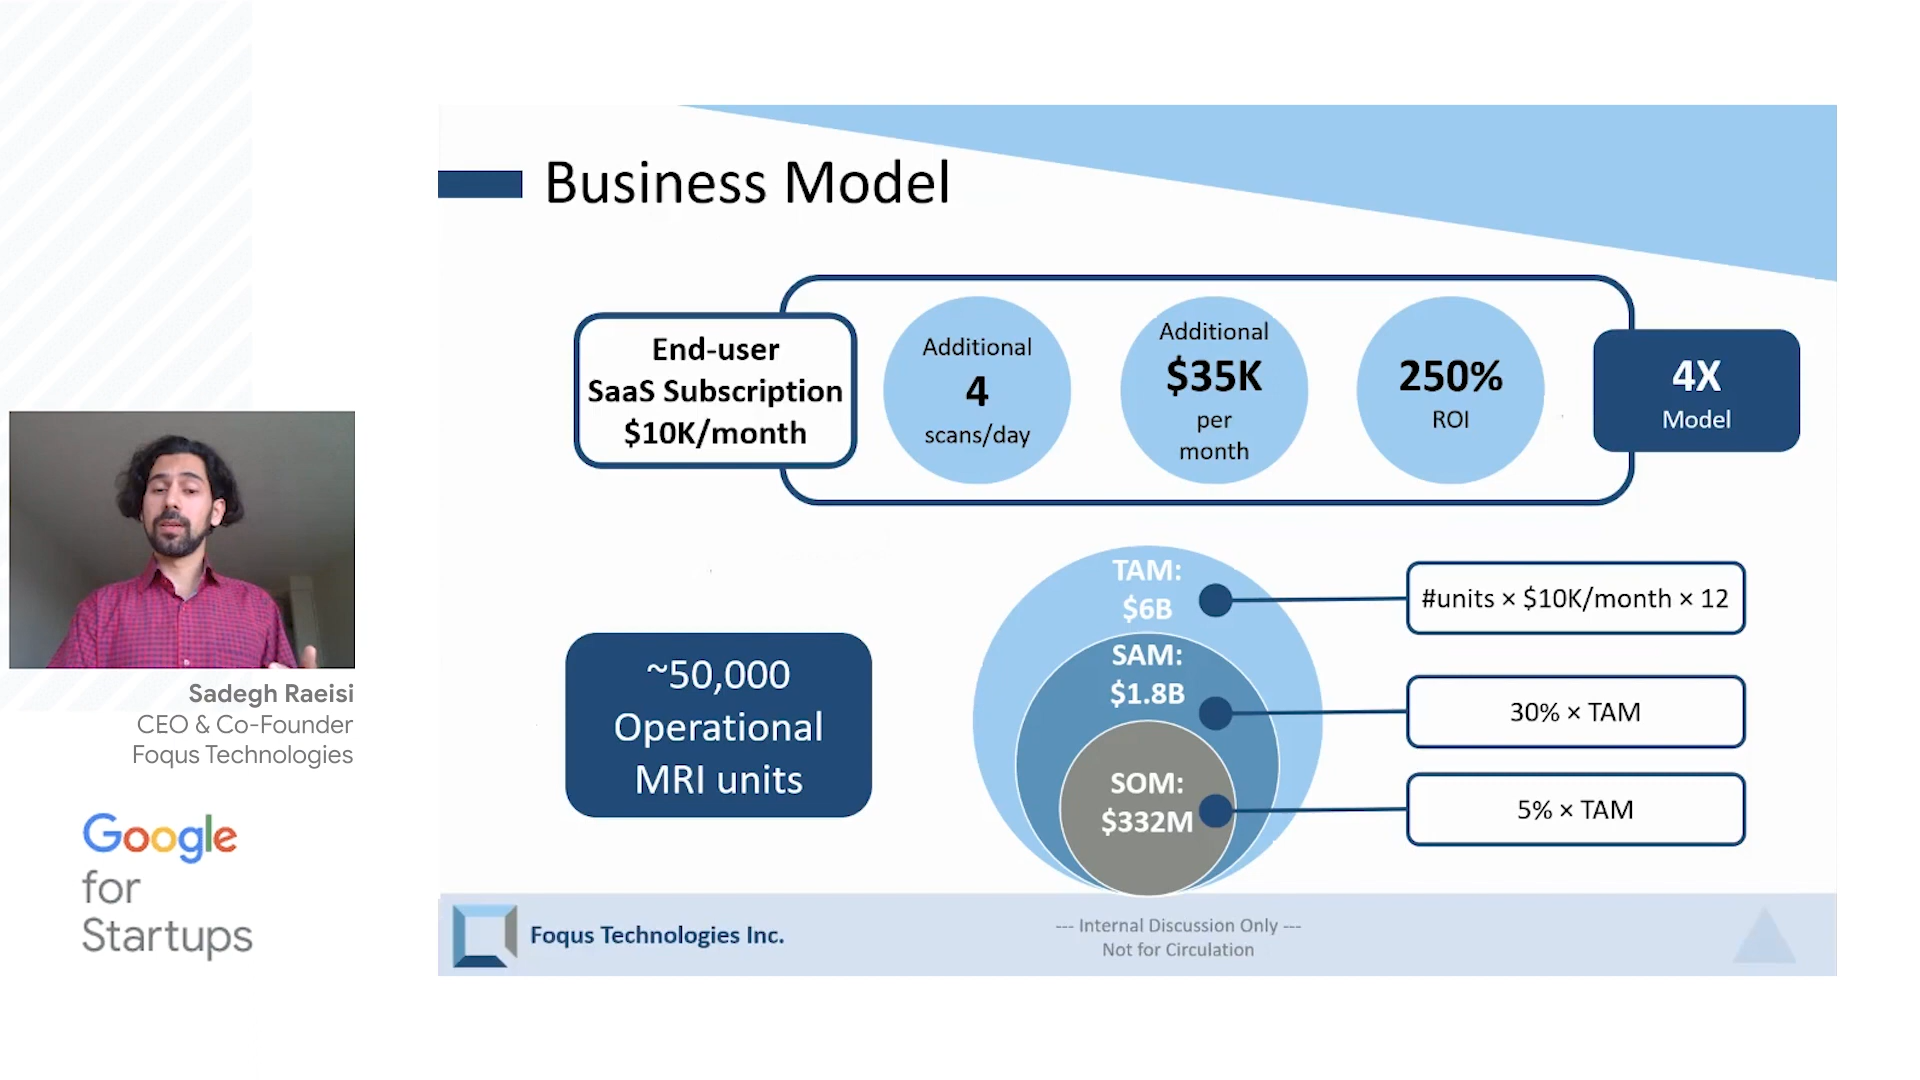 Business Model
End-user
SaaS Subscription
$10K/month
Additional
4
scans/day
Additional
$35K
per
month
250%
ROI
4X
Model
~50,000
Operational
MRI units
TAM:
$6B
SAM:
$1.8B
SOM:
$332M
#units × $10K/month × 12
30% × TAM
5% × TAM
Foqus Technologies Inc.
--- Internal Discussion Only ---
Not for Circulation
Sadegh Raeisi
CEO & Co-Founder
Foqus Technologies
Google
for
Startups